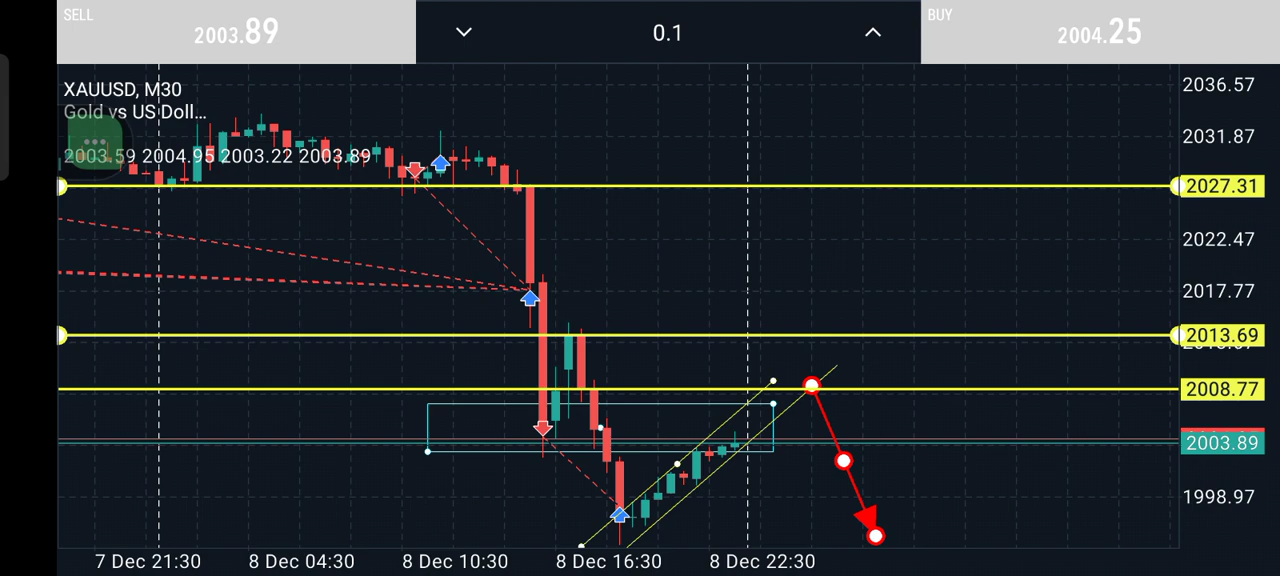 SELL
2003.89
0.1
BUY
2004.25
XAUUSD, M30
Gold vs US Doll...
2003.59 2004.95 2003.22 2003.89
2036.57
2031.87
2027.31
2022.47
2017.77
2013.69
2008.77
2003.89
1998.97
7 Dec 21:30
8 Dec 04:30
8 Dec 10:30
8 Dec 16:30
8 Dec 22:30